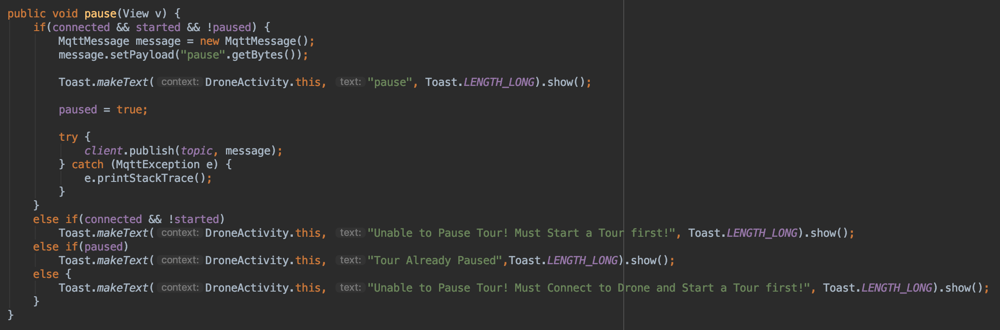 public void pause(View v) {
if(connected && started && !paused) {
MqttMessage message = new MqttMessage();
message.setPayload("pause".getBytes());
Toast.makeText( context: DroneActivity.this, text: "pause", Toast.LENGTH_LONG).show();
paused = true;
try {
client.publish(topic, message);
} catch (MqttException e) {
e.printStackTrace();
}
}
else if(connected && !started)
Toast.makeText( context: DroneActivity.this, text: "Unable to Pause Tour! Must Start a Tour first!", Toast.LENGTH_LONG).show();
else if(paused)
Toast.makeText( context: DroneActivity.this, text: "Tour Already Paused",Toast.LENGTH_LONG).show();
else {
Toast.makeText( context: DroneActivity.this, text: "Unable to Pause Tour! Must Connect to Drone and Start a Tour first!", Toast.LENGTH_LONG).show();
}
}